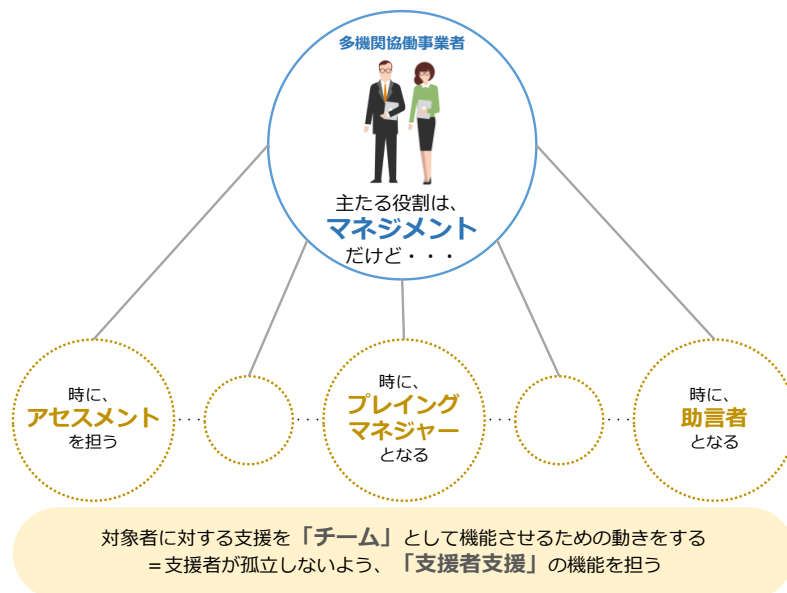 多機関協働事業者
主たる役割は、
マネジメント
だけど・・・
時に、
アセスメント
を担う
・・・
・・・
時に、
プレイング
マネジャー
となる
・・・
・・・
時に、
助言者
となる
対象者に対する支援を「チーム」として機能させるための動きをする
＝支援者が孤立しないよう、「支援者支援」の機能を担う